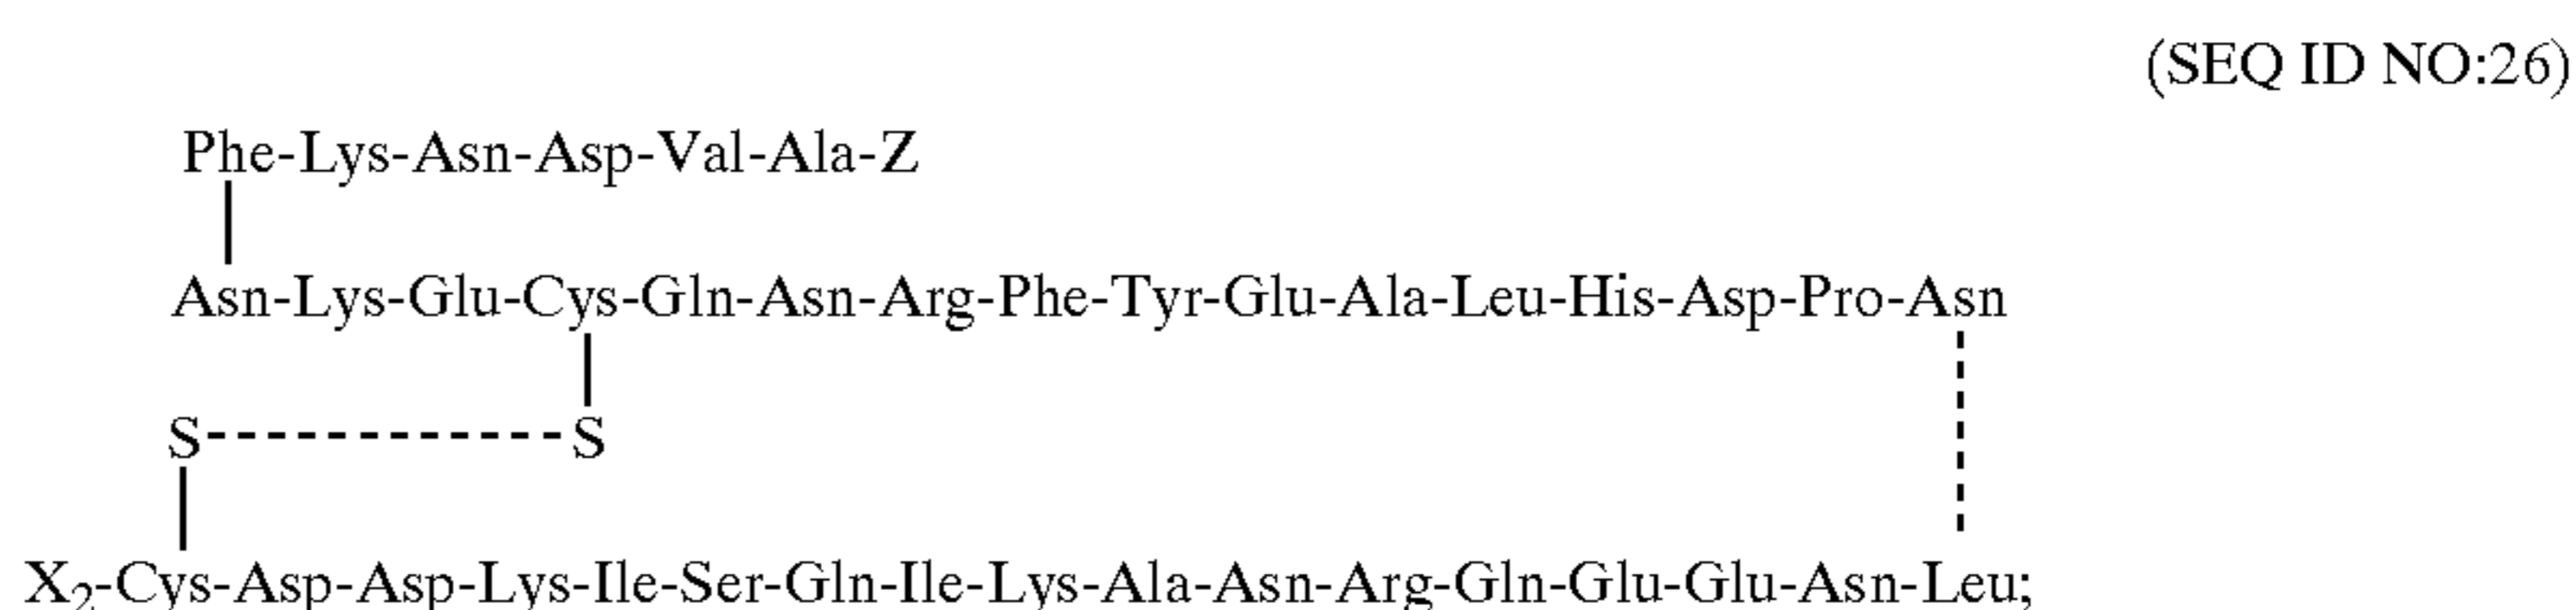 (SEQ ID NO:26)
Phe-Lys-Asn-Asp-Val-Ala-Z
Asn-Lys-Glu-Cys-Gln-Asn-Arg-Phe-Tyr-Glu-Ala-Leu-His-Asp-Pro-Asn
S S
X₂-Cys-Asp-Asp-Lys-Ile-Ser-Gln-Ile-Lys-Ala-Asn-Arg-Gln-Glu-Glu-Asn-Leu;